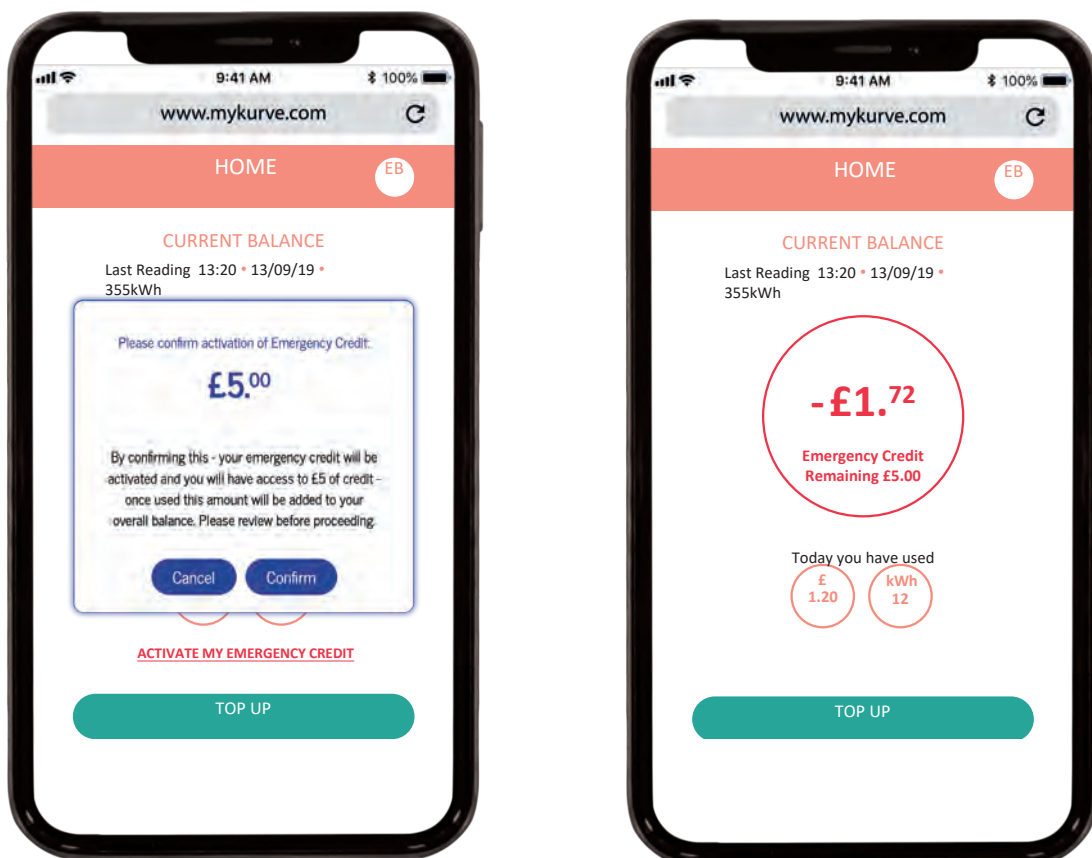 9:41 AM
100%
www.mykurve.com
HOME
EB
CURRENT BALANCE
Last Reading 13:20 • 13/09/19 •
355kWh
Please confirm activation of Emergency Credit:
£5.00
By confirming this - your emergency credit will be
activated and you will have access to £5 of credit -
once used this amount will be added to your
overall balance. Please review before proceeding.
Cancel
Confirm
ACTIVATE MY EMERGENCY CREDIT
TOP UP
9:41 AM
100%
www.mykurve.com
HOME
EB
CURRENT BALANCE
Last Reading 13:20 • 13/09/19 •
355kWh
-£1.72
Emergency Credit
Remaining £5.00
Today you have used
£
1.20
kWh
12
TOP UP